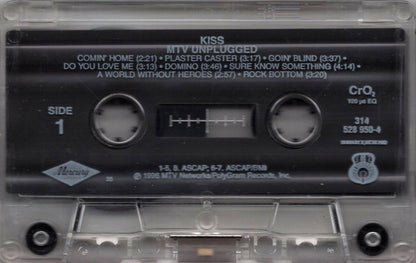 KISS
MTV UNPLUGGED
COMIN' HOME (2:21) • PLASTER CASTER (3:17) • GOIN' BLIND (3:37) •
DO YOU LOVE ME (3:13) • DOMINO (3:46) • SURE KNOW SOMETHING (4:14) •
A WORLD WITHOUT HEROES (2:57) • ROCK BOTTOM (3:20)
SIDE
1
CrO2
120 µs EQ
314
528 950-4
Mercury
1-5, 8. ASCAP; 6-7. ASCAP/BMI
℗ 1996 MTV Networks/PolyGram Records, Inc.